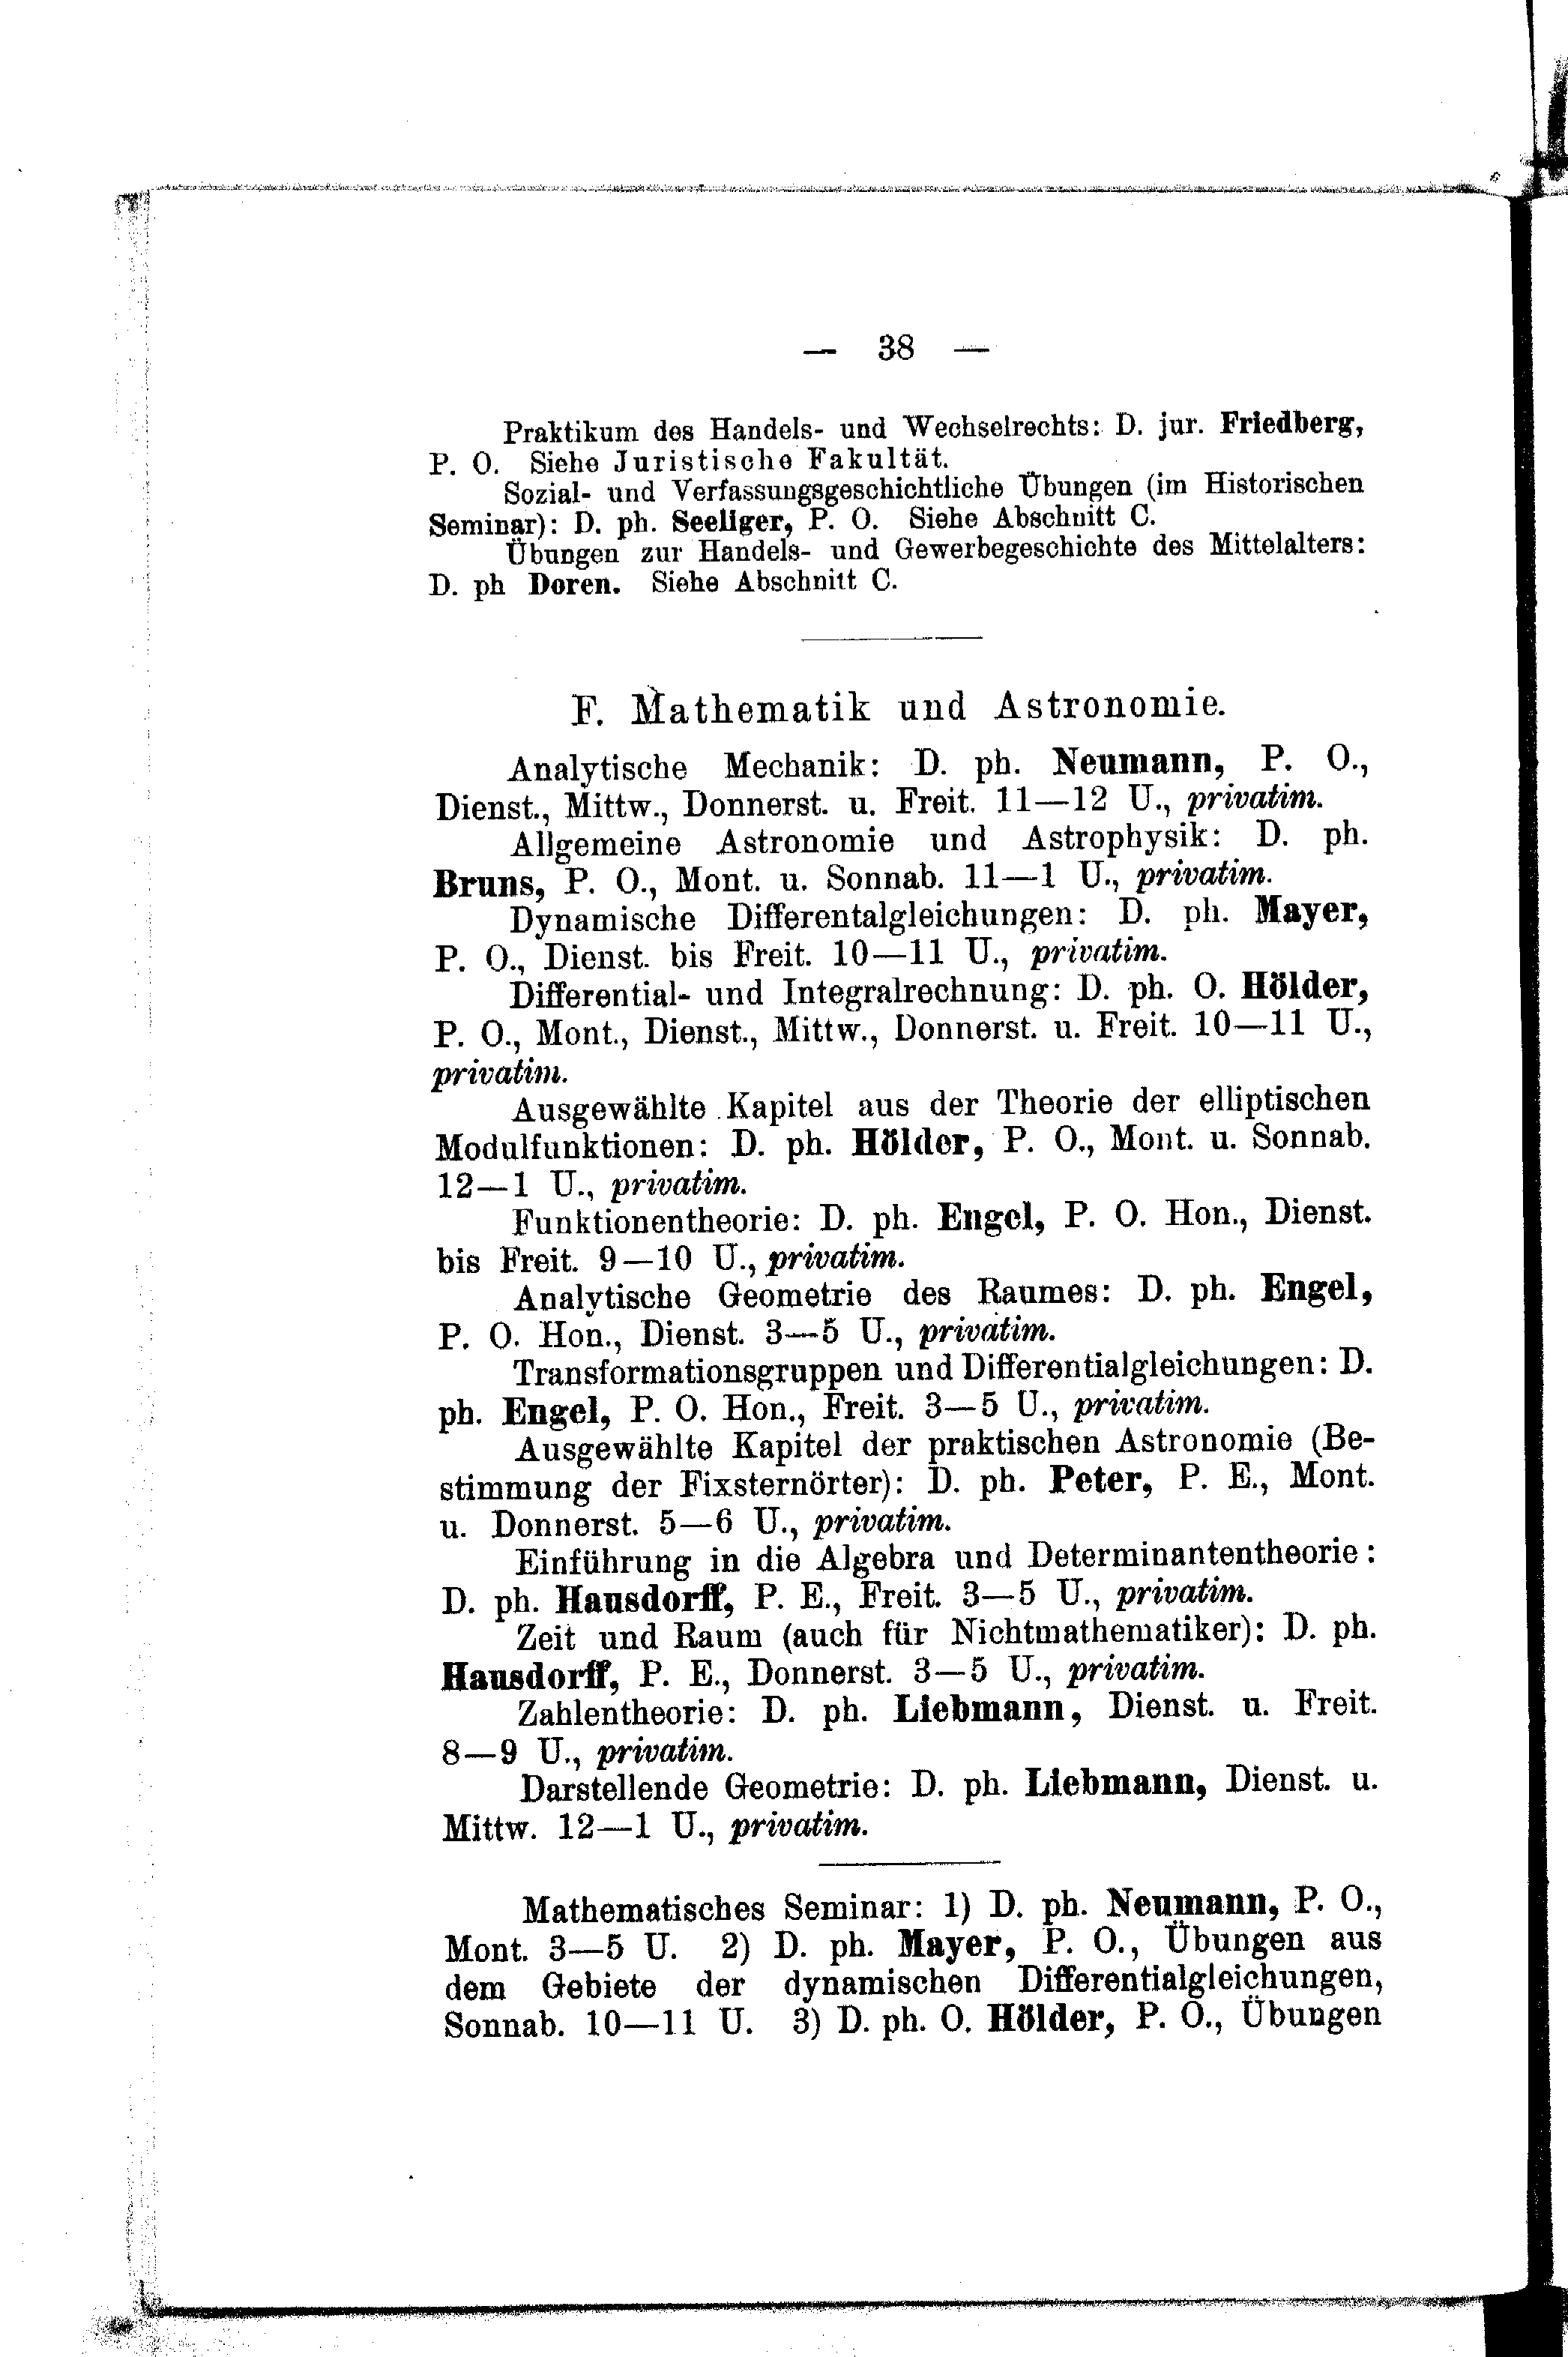 — 38 —
Praktikum des Handels- und Wechselrechts: D. jur. Friedberg,
P. O. Siehe Juristische Fakultät.
Sozial- und Verfassungsgeschichtliche Übungen (im Historischen
Seminar): D. ph. Seeliger, P. O. Siehe Abschnitt C.
Übungen zur Handels- und Gewerbegeschichte des Mittelalters:
D. ph Doren. Siehe Abschnitt C.
F. Mathematik und Astronomie.
Analytische Mechanik: D. ph. Neumann, P. O.,
Dienst., Mittw., Donnerst. u. Freit. 11—12 U., privatim.
Allgemeine Astronomie und Astrophysik: D. ph.
Bruns, P. O., Mont. u. Sonnab. 11—1 U., privatim.
Dynamische Differentalgleichungen: D. ph. Mayer,
P. O., Dienst. bis Freit. 10—11 U., privatim.
Differential- und Integralrechnung: D. ph. O. Hölder,
P. O., Mont., Dienst., Mittw., Donnerst. u. Freit. 10—11 U.,
privatim.
Ausgewählte Kapitel aus der Theorie der elliptischen
Modulfunktionen: D. ph. Hölder, P. O., Mont. u. Sonnab.
12—1 U., privatim.
Funktionentheorie: D. ph. Engel, P. O. Hon., Dienst.
bis Freit. 9—10 U., privatim.
Analytische Geometrie des Raumes: D. ph. Engel,
P. O. Hon., Dienst. 3—5 U., privatim.
Transformationsgruppen und Differentialgleichungen: D.
ph. Engel, P. O. Hon., Freit. 3—5 U., privatim.
Ausgewählte Kapitel der praktischen Astronomie (Be-
stimmung der Fixsternörter): D. ph. Peter, P. E., Mont.
u. Donnerst. 5—6 U., privatim.
Einführung in die Algebra und Determinantentheorie:
D. ph. Hausdorff, P. E., Freit. 3—5 U., privatim.
Zeit und Raum (auch für Nichtmathematiker): D. ph.
Hausdorff, P. E., Donnerst. 3—5 U., privatim.
Zahlentheorie: D. ph. Liebmann, Dienst. u. Freit.
8—9 U., privatim.
Darstellende Geometrie: D. ph. Liebmann, Dienst. u.
Mittw. 12—1 U., privatim.
Mathematisches Seminar: 1) D. ph. Neumann, P. O.,
Mont. 3—5 U. 2) D. ph. Mayer, P. O., Übungen aus
dem Gebiete der dynamischen Differentialgleichungen,
Sonnab. 10—11 U. 3) D. ph. O. Hölder, P. O., Übungen